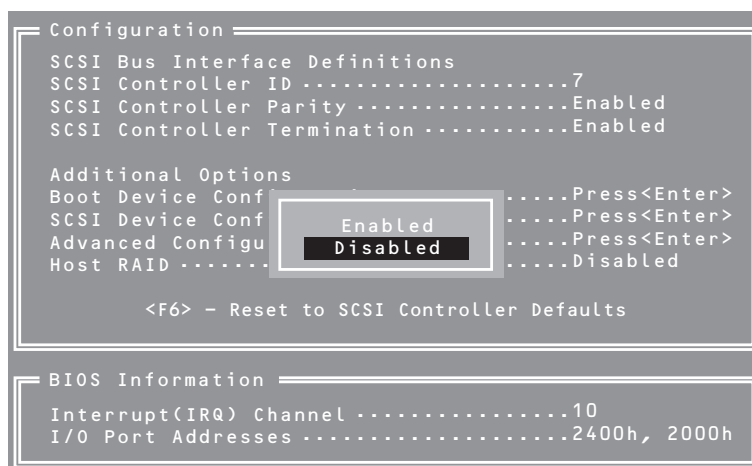 Configuration
SCSI Bus Interface Definitions
SCSI Controller ID ····················7
SCSI Controller Parity ················Enabled
SCSI Controller Termination ···········Enabled
Additional Options
Boot Device Conf ·····Press<Enter>
SCSI Device Conf ·····Press<Enter>
Advanced Configu ·····Press<Enter>
Host RAID ······· ·····Disabled
Enabled
Disabled
<F6> – Reset to SCSI Controller Defaults
BIOS Information
Interrupt(IRQ) Channel ················10
I/O Port Addresses ····················2400h, 2000h